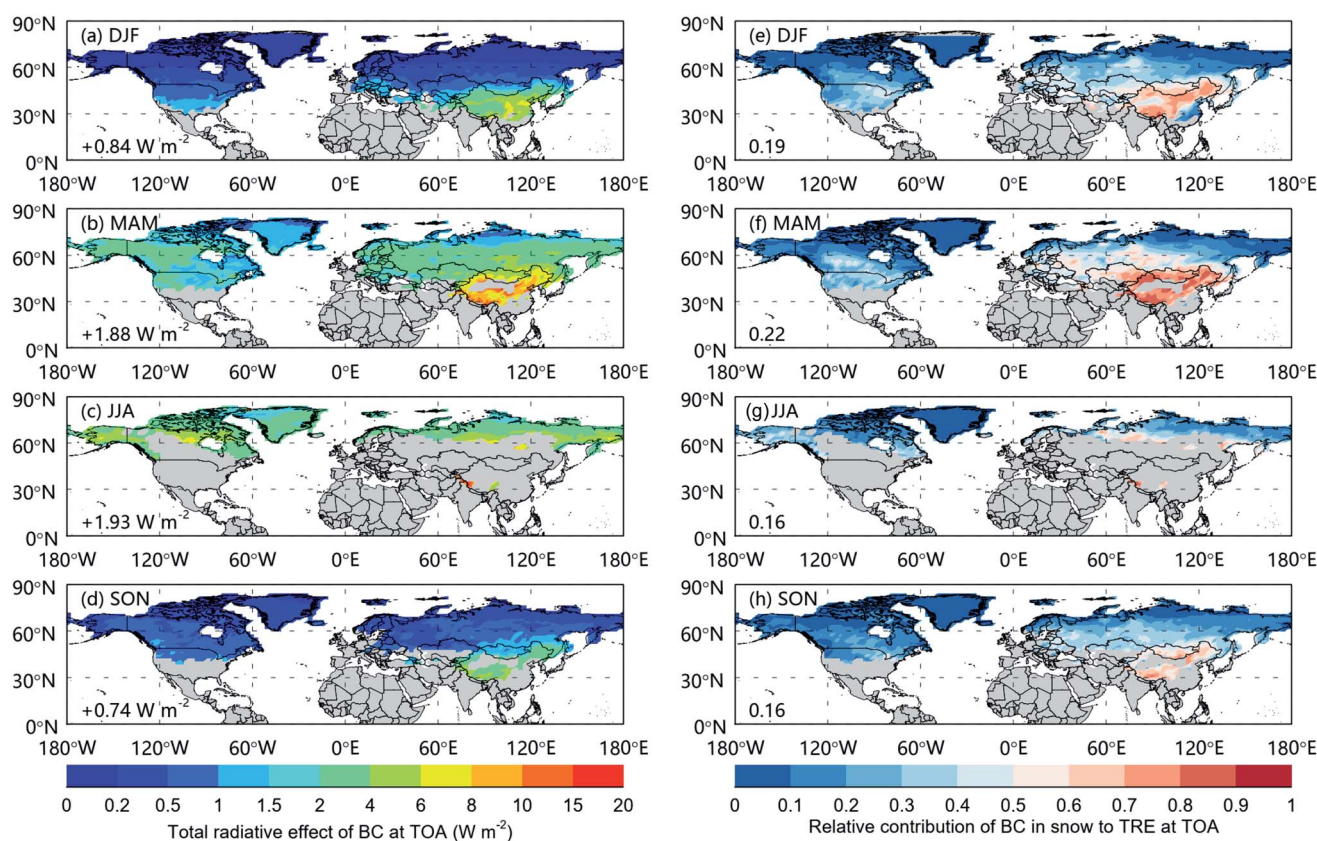 90°N
(a) DJF
60°N
30°N
+0.84 W m⁻²
0°N
180°W 120°W 60°W 0°E 60°E 120°E 180°E
90°N
(b) MAM
60°N
30°N
+1.88 W m⁻²
0°N
180°W 120°W 60°W 0°E 60°E 120°E 180°E
90°N
(c) JJA
60°N
30°N
+1.93 W m⁻²
0°N
180°W 120°W 60°W 0°E 60°E 120°E 180°E
90°N
(d) SON
60°N
30°N
+0.74 W m⁻²
0°N
180°W 120°W 60°W 0°E 60°E 120°E 180°E
0 0.2 0.5 1 1.5 2 4 6 8 10 15 20
Total radiative effect of BC at TOA (W m⁻²)
90°N
(e) DJF
60°N
30°N
0.19
0°N
180°W 120°W 60°W 0°E 60°E 120°E 180°E
90°N
(f) MAM
60°N
30°N
0.22
0°N
180°W 120°W 60°W 0°E 60°E 120°E 180°E
90°N
(g) JJA
60°N
30°N
0.16
0°N
180°W 120°W 60°W 0°E 60°E 120°E 180°E
90°N
(h) SON
60°N
30°N
0.16
0°N
180°W 120°W 60°W 0°E 60°E 120°E 180°E
0 0.1 0.2 0.3 0.4 0.5 0.6 0.7 0.8 0.9 1
Relative contribution of BC in snow to TRE at TOA